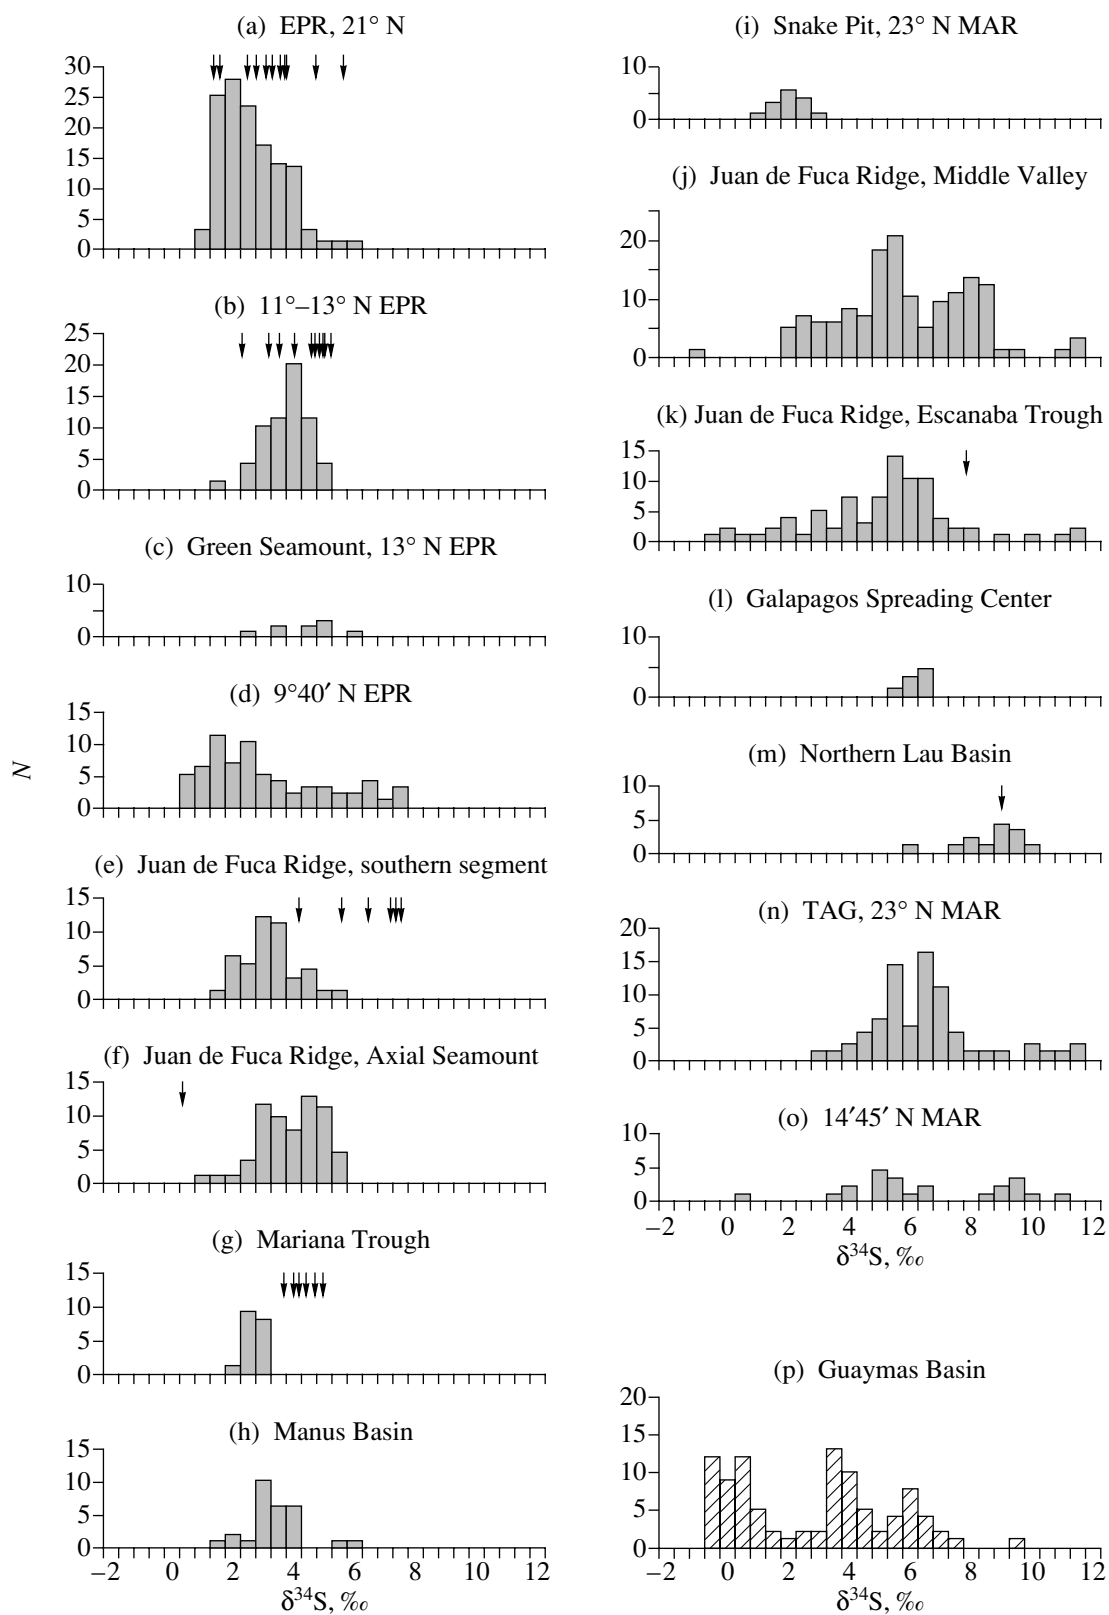 (a) EPR, 21° N
30
25
20
15
10
5
0
(b) 11°–13° N EPR
25
20
15
10
5
0
(c) Green Seamount, 13° N EPR
10
0
(d) 9°40′ N EPR
15
10
5
0
N
(e) Juan de Fuca Ridge, southern segment
15
10
5
0
(f) Juan de Fuca Ridge, Axial Seamount
15
10
5
0
(g) Mariana Trough
15
10
5
0
(h) Manus Basin
15
10
5
0
–2 0 2 4 6 8 10 12
δ³⁴S, ‰
(i) Snake Pit, 23° N MAR
10
0
(j) Juan de Fuca Ridge, Middle Valley
20
10
0
(k) Juan de Fuca Ridge, Escanaba Trough
15
10
5
0
(l) Galapagos Spreading Center
10
0
(m) Northern Lau Basin
10
5
0
(n) TAG, 23° N MAR
20
15
10
5
0
(o) 14′45′ N MAR
10
5
0
–2 0 2 4 6 8 10 12
δ³⁴S, ‰
(p) Guaymas Basin
20
15
10
5
0
–2 0 2 4 6 8 10 12
δ³⁴S, ‰